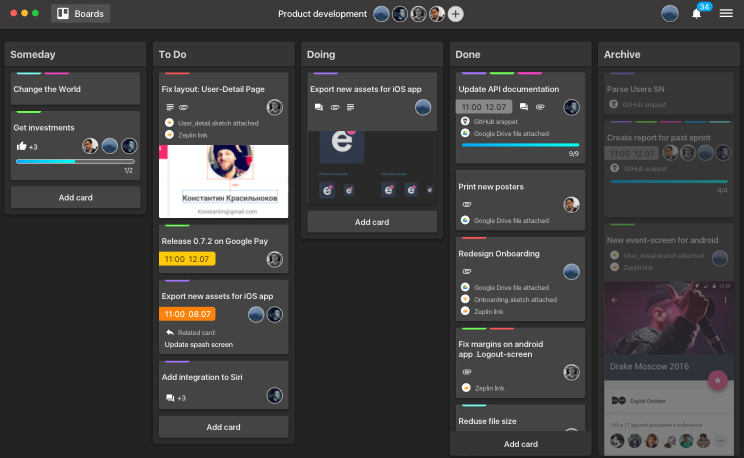 Boards
Product development
34
Someday
Change the World
Get investments
+3
1/2
Add card
To Do
Fix layout: User-Detail Page
User_detail sketch attached
Zeplin link
Константин Красильноков
Konstantin@gmail.com
Release 0.7.2 on Google Pay
11:00 12.07
Export new assets for iOS app
11:00 08.07
Related card:
Update spash screen
Add integration to Siri
+3
Add card
Doing
Export new assets for iOS app
Add card
Done
Update API documentation
11:00 12.07
GitHub snippet
Google Drive file attached
9/9
Print new posters
Google Drive file attached
Redesign Onboarding
Google Drive file attached
Onboarding sketch attached
Zeplin link
Fix margins on android
app .Logout-screen
Zeplin link
Reduse file size
Add card
Archive
Parse Users SN
GitHub snippet
Create report for past sprint
11:00 12.07
GitHub snippet
4/4
New event-screen for android
User_detail sketch attached
Zeplin link
Drake Moscow 2016
Digital October